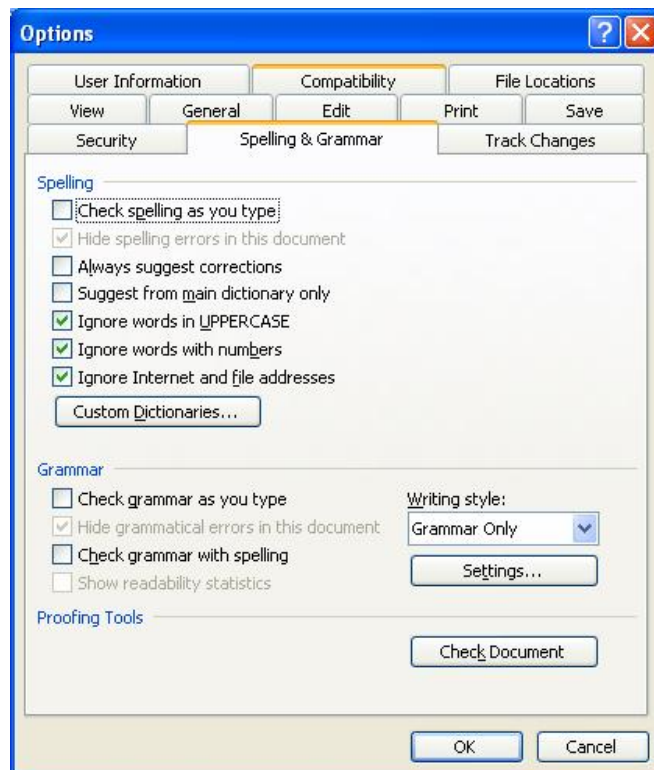 Options
User Information Compatibility File Locations
View General Edit Print Save
Security Spelling & Grammar Track Changes
Spelling
Check spelling as you type
Hide spelling errors in this document
Always suggest corrections
Suggest from main dictionary only
Ignore words in UPPERCASE
Ignore words with numbers
Ignore Internet and file addresses
Custom Dictionaries...
Grammar
Check grammar as you type Writing style:
Hide grammatical errors in this document Grammar Only
Check grammar with spelling
Settings...
Show readability statistics
Proofing Tools
Check Document
OK Cancel